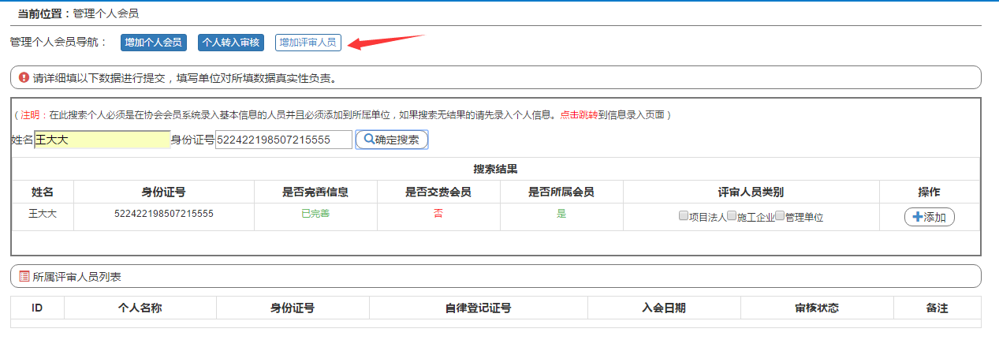 当前位置：管理个人会员
管理个人会员导航： 增加个人会员 个人转入审核 增加评审人员
请详细填以下数据进行提交，填写单位对所填数据真实性负责。
（注明：在此搜索个人必须是在协会会员系统录入基本信息的人员并且必须添加到所属单位，如果搜索无结果的请先录入个人信息。点击跳转到信息录入页面）
姓名 王大大 身份证号 522422198507215555 确定搜索
搜索结果
姓名 身份证号 是否完善信息 是否交费会员 是否所属会员 评审人员类别 操作
王大大 522422198507215555 已完善 否 是 项目法人 施工企业 管理单位 添加
所属评审人员列表
ID 个人名称 身份证号 自律登记证号 入会日期 审核状态 备注